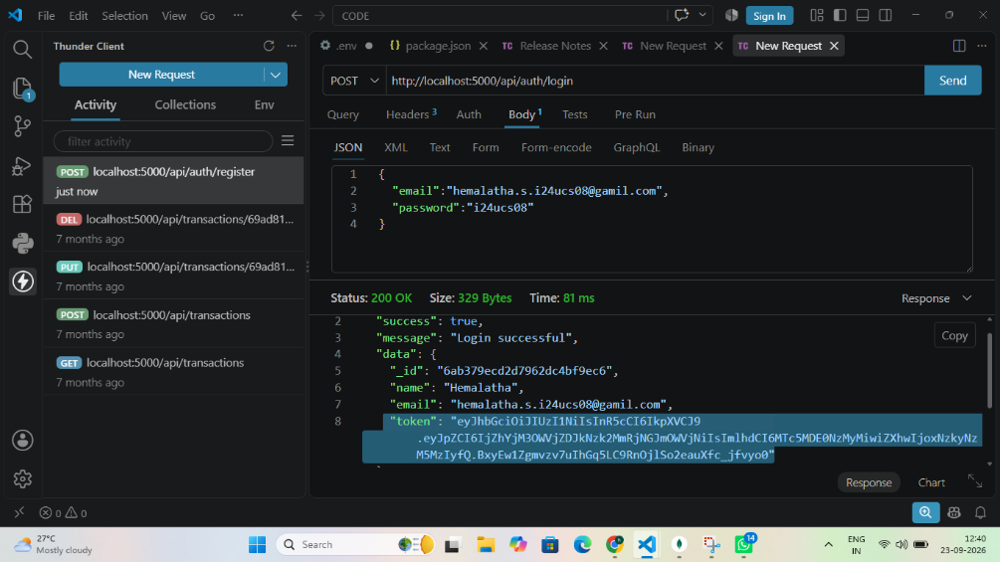 File Edit Selection View Go ··· CODE Sign In
Thunder Client
.env package.json Release Notes New Request New Request
{} TC TC TC
New Request
POST http://localhost:5000/api/auth/login Send
Activity Collections Env
Query Headers 3 Auth Body 1 Tests Pre Run
filter activity
JSON XML Text Form Form-encode GraphQL Binary
POST localhost:5000/api/auth/register
just now
DEL localhost:5000/api/transactions/69ad81...
7 months ago
PUT localhost:5000/api/transactions/69ad81...
7 months ago
POST localhost:5000/api/transactions
7 months ago
GET localhost:5000/api/transactions
7 months ago
1 {
2 "email":"hemalatha.s.i24ucs08@gamil.com",
3 "password":"i24ucs08"
4 }
Status: 200 OK Size: 329 Bytes Time: 81 ms Response
2 "success": true,
3 "message": "Login successful",
4 "data": {
5 "_id": "6ab379ecd2d7962dc4bf9ec6",
6 "name": "Hemalatha",
7 "email": "hemalatha.s.i24ucs08@gamil.com",
8 "token": "eyJhbGciOiJIUzI1NiIsInR5cCI6IkpXVCJ9
.eyJpZCI6IjZhYjM3OWVjZDJkNzk2MmRjNGJmOWVjNiIsImlhdCI6MTc5MDE0NzMyMiwiZXhwIjoxNzkyNz
M5MzIyfQ.BxyEw1Zgmvzv7uIhGq5LC9RnOjlSo2eauXfc_jfvyo0"
Copy
Response Chart
1
0 0
27°C
Mostly cloudy
Search
14
ENG
IN
12:40
23-09-2026